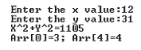 Enter the x value:12
Enter the y value:31
X^2+Y^2=1105
Arr[0]=3; Arr[4]=4